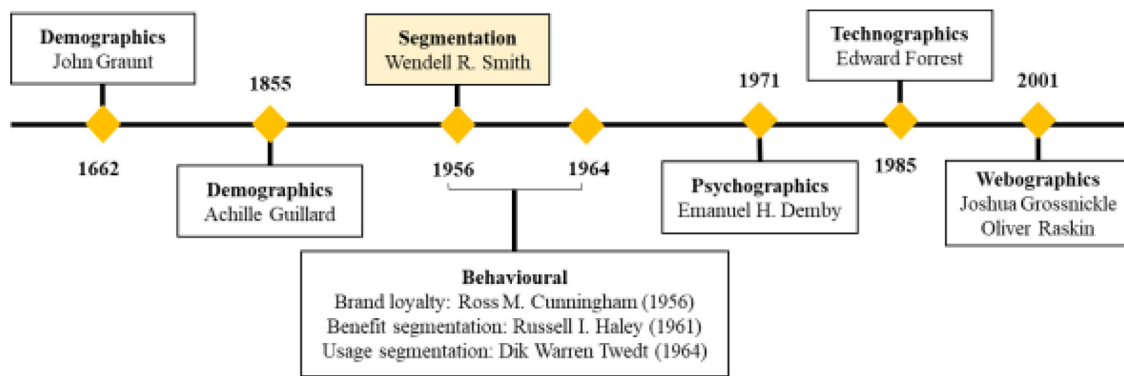 Demographics
John Graunt
1662
1855
Demographics
Achille Guillard
Segmentation
Wendell R. Smith
1956
1964
Behavioural
Brand loyalty: Ross M. Cunningham (1956)
Benefit segmentation: Russell I. Haley (1961)
Usage segmentation: Dik Warren Twedt (1964)
1971
Psychographics
Emanuel H. Demby
Technographics
Edward Forrest
1985
2001
Webographics
Joshua Grossnickle
Oliver Raskin